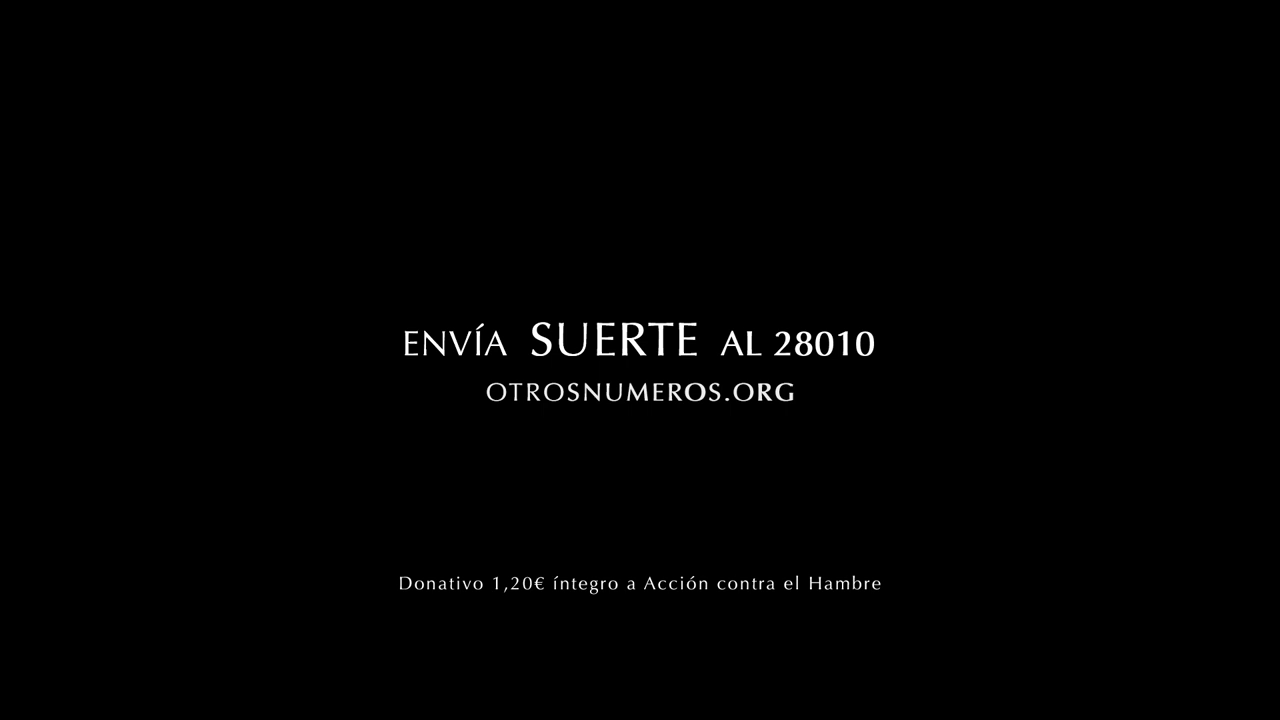 ENVÍA SUERTE AL 28010
OTROSNUMEROS.ORG
Donativo 1,20€ íntegro a Acción contra el Hambre